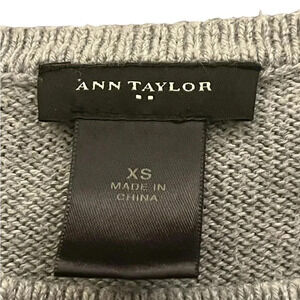 ANN TAYLOR
XS
MADE IN
CHINA